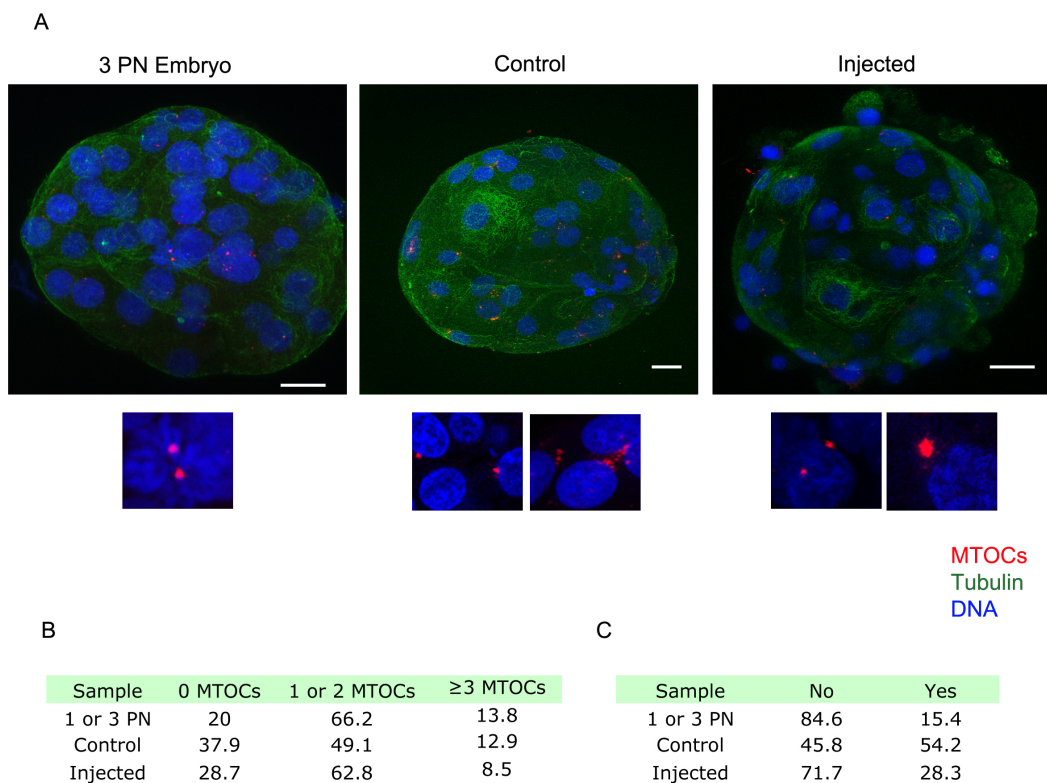 A
3 PN Embryo
Control
Injected
MTOCs
Tubulin
DNA
B
Sample 0 MTOCs 1 or 2 MTOCs ≥3 MTOCs
1 or 3 PN 20 66.2 13.8
Control 37.9 49.1 12.9
Injected 28.7 62.8 8.5
C
Sample No Yes
1 or 3 PN 84.6 15.4
Control 45.8 54.2
Injected 71.7 28.3